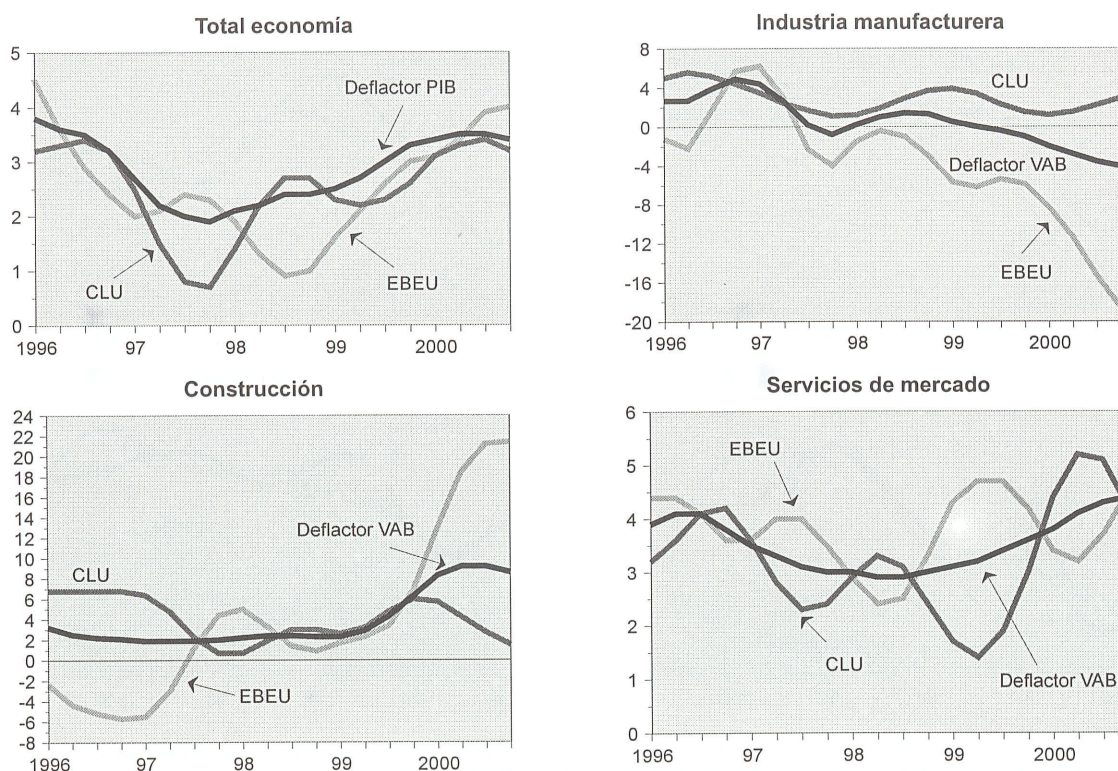 Total economía
5
4
3
2
1
0
Deflactor PIB
CLU
EBEU
1996 97 98 99 2000
Industria manufacturera
8
4
0
-4
-8
-12
-16
-20
CLU
Deflactor VAB
EBEU
1996 97 98 99 2000
Construcción
24
22
20
18
16
14
12
10
8
6
4
2
0
-2
-4
-6
-8
Deflactor VAB
CLU
EBEU
1996 97 98 99 2000
Servicios de mercado
6
5
4
3
2
1
0
EBEU
CLU
Deflactor VAB
1996 97 98 99 2000